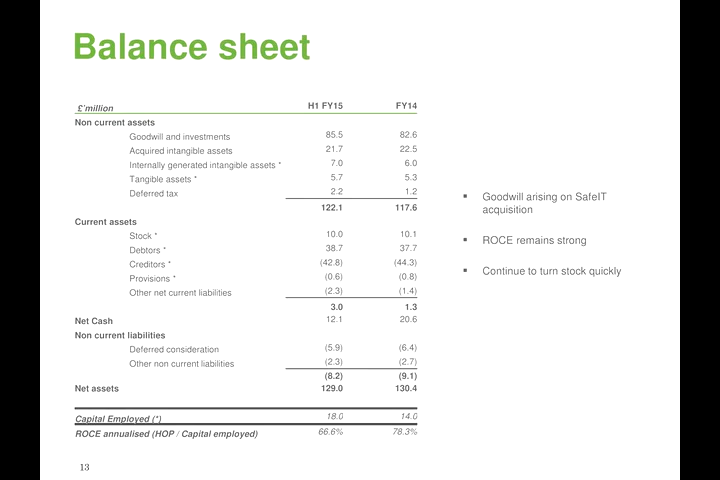 Balance sheet
£'million H1 FY15 FY14
Non current assets
Goodwill and investments 85.5 82.6
Acquired intangible assets 21.7 22.5
Internally generated intangible assets * 7.0 6.0
Tangible assets * 5.7 5.3
Deferred tax 2.2 1.2
122.1 117.6
Current assets
Stock * 10.0 10.1
Debtors * 38.7 37.7
Creditors * (42.8) (44.3)
Provisions * (0.6) (0.8)
Other net current liabilities (2.3) (1.4)
3.0 1.3
Net Cash 12.1 20.6
Non current liabilities
Deferred consideration (5.9) (6.4)
Other non current liabilities (2.3) (2.7)
(8.2) (9.1)
Net assets 129.0 130.4
Capital Employed (*) 18.0 14.0
ROCE annualised (HOP / Capital employed) 66.6% 78.3%
▪ Goodwill arising on SafeIT
acquisition
▪ ROCE remains strong
▪ Continue to turn stock quickly
13